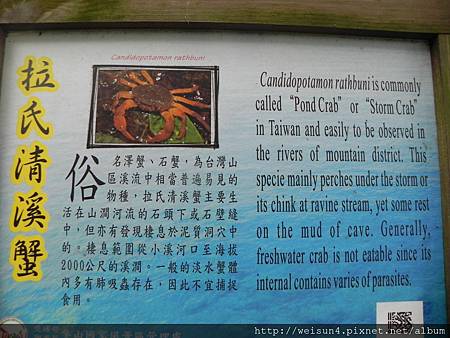 拉氏清溪蟹
Candidopotamon rathbuni
俗名澤蟹、石蟹，為台灣山
區溪流中相當普遍易見的
物種，拉氏清溪蟹主要生
活在山澗河流的石頭下或石壁縫
中，但亦有發現棲息於泥質洞穴中
的。棲息範圍從小溪河口至海拔
2000公尺的溪澗。一般的淡水蟹體
內多有肺吸蟲存在，因此不宜捕捉
食用。
Candidopotamon rathbuni is commonly
called “Pond Crab” or “Storm Crab”
in Taiwan and easily to be observed in
the rivers of mountain district. This
specie mainly perches under the storm or
its chink at ravine stream, yet some rest
on the mud of cave. Generally,
freshwater crab is not eatable since its
internal contains varies of parasites.
http://weisun4.pixnet.net/album